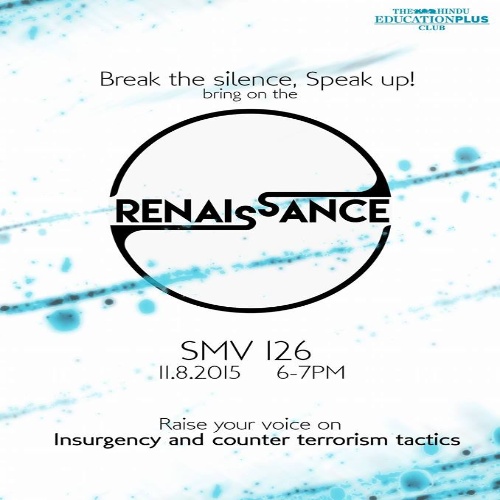 THE HINDU
EDUCATIONPLUS
CLUB
Break the silence, Speak up!
bring on the
RENAISSANCE
SMV 126
11.8.2015 6-7PM
Raise your voice on
Insurgency and counter terrorism tactics